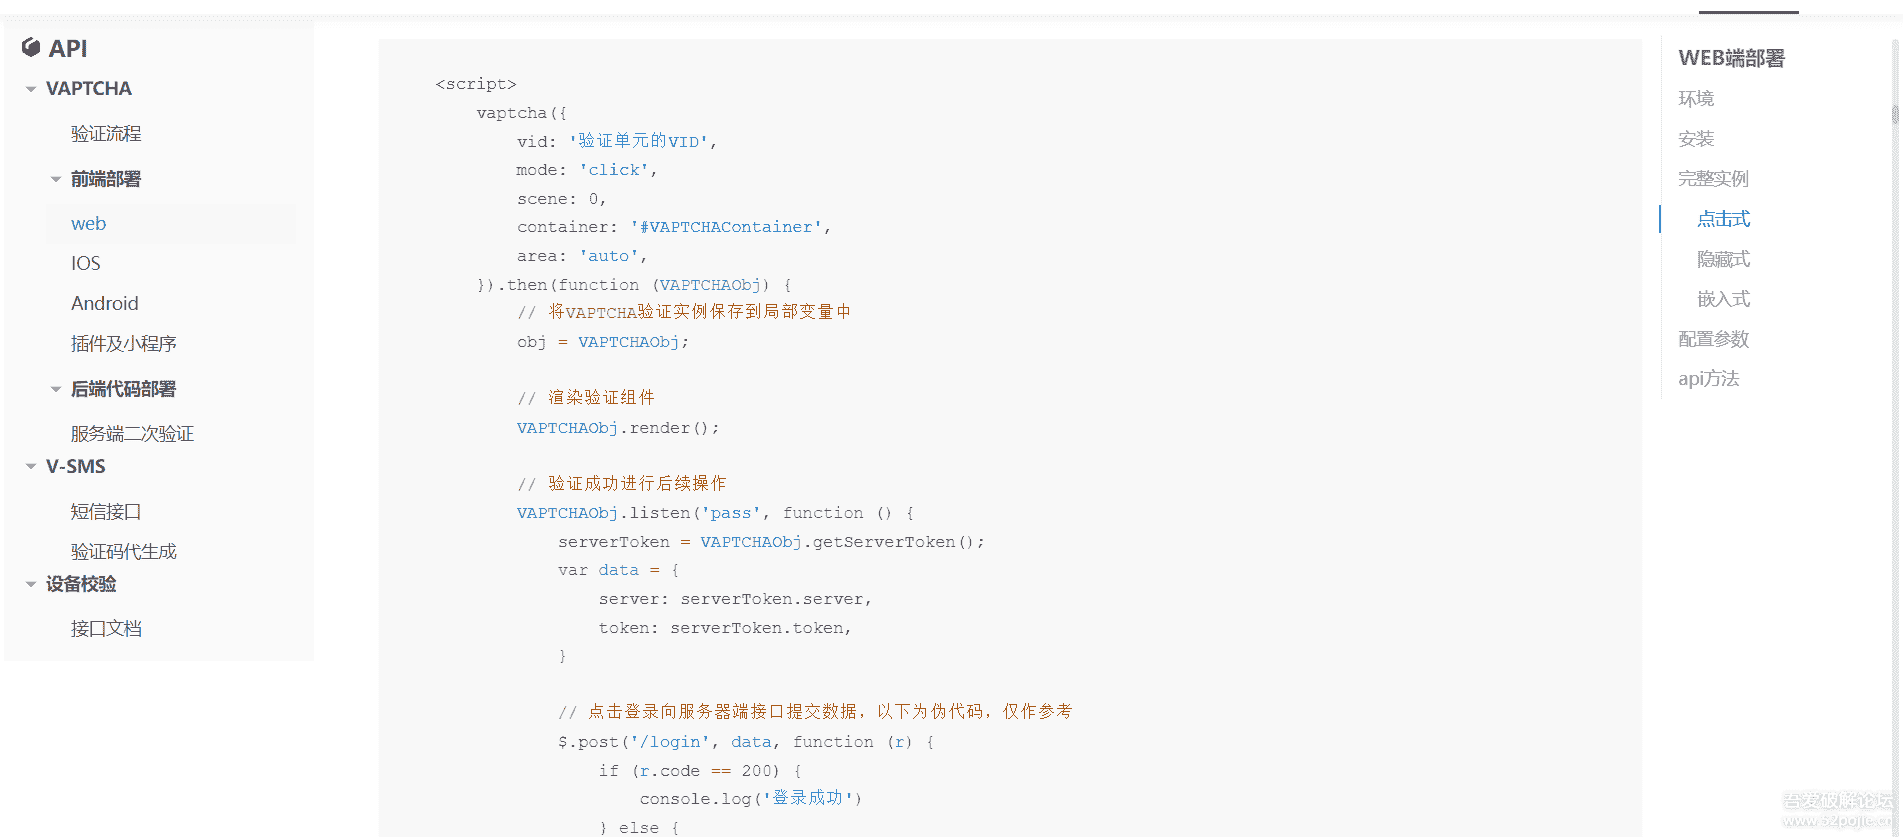 API
VAPTCHA
验证流程
前端部署
web
IOS
Android
插件及小程序
后端代码部署
服务端二次验证
V-SMS
短信接口
验证码代生成
设备校验
接口文档
<script>
    vaptcha({
        vid: '验证单元的VID',
        mode: 'click',
        scene: 0,
        container: '#VAPTCHAContainer',
        area: 'auto',
    }).then(function (VAPTCHAObj) {
        // 将VAPTCHA验证实例保存到局部变量中
        obj = VAPTCHAObj;
        // 渲染验证组件
        VAPTCHAObj.render();
        // 验证成功进行后续操作
        VAPTCHAObj.listen('pass', function () {
            serverToken = VAPTCHAObj.getServerToken();
            var data = {
                server: serverToken.server,
                token: serverToken.token,
            }
            // 点击登录向服务器端接口提交数据，以下为伪代码，仅作参考
            $.post('/login', data, function (r) {
                if (r.code == 200) {
                    console.log('登录成功')
                } else {
WEB端部署
环境
安装
完整实例
点击式
隐藏式
嵌入式
配置参数
api方法
吾爱破解论坛
www.52pojie.cn